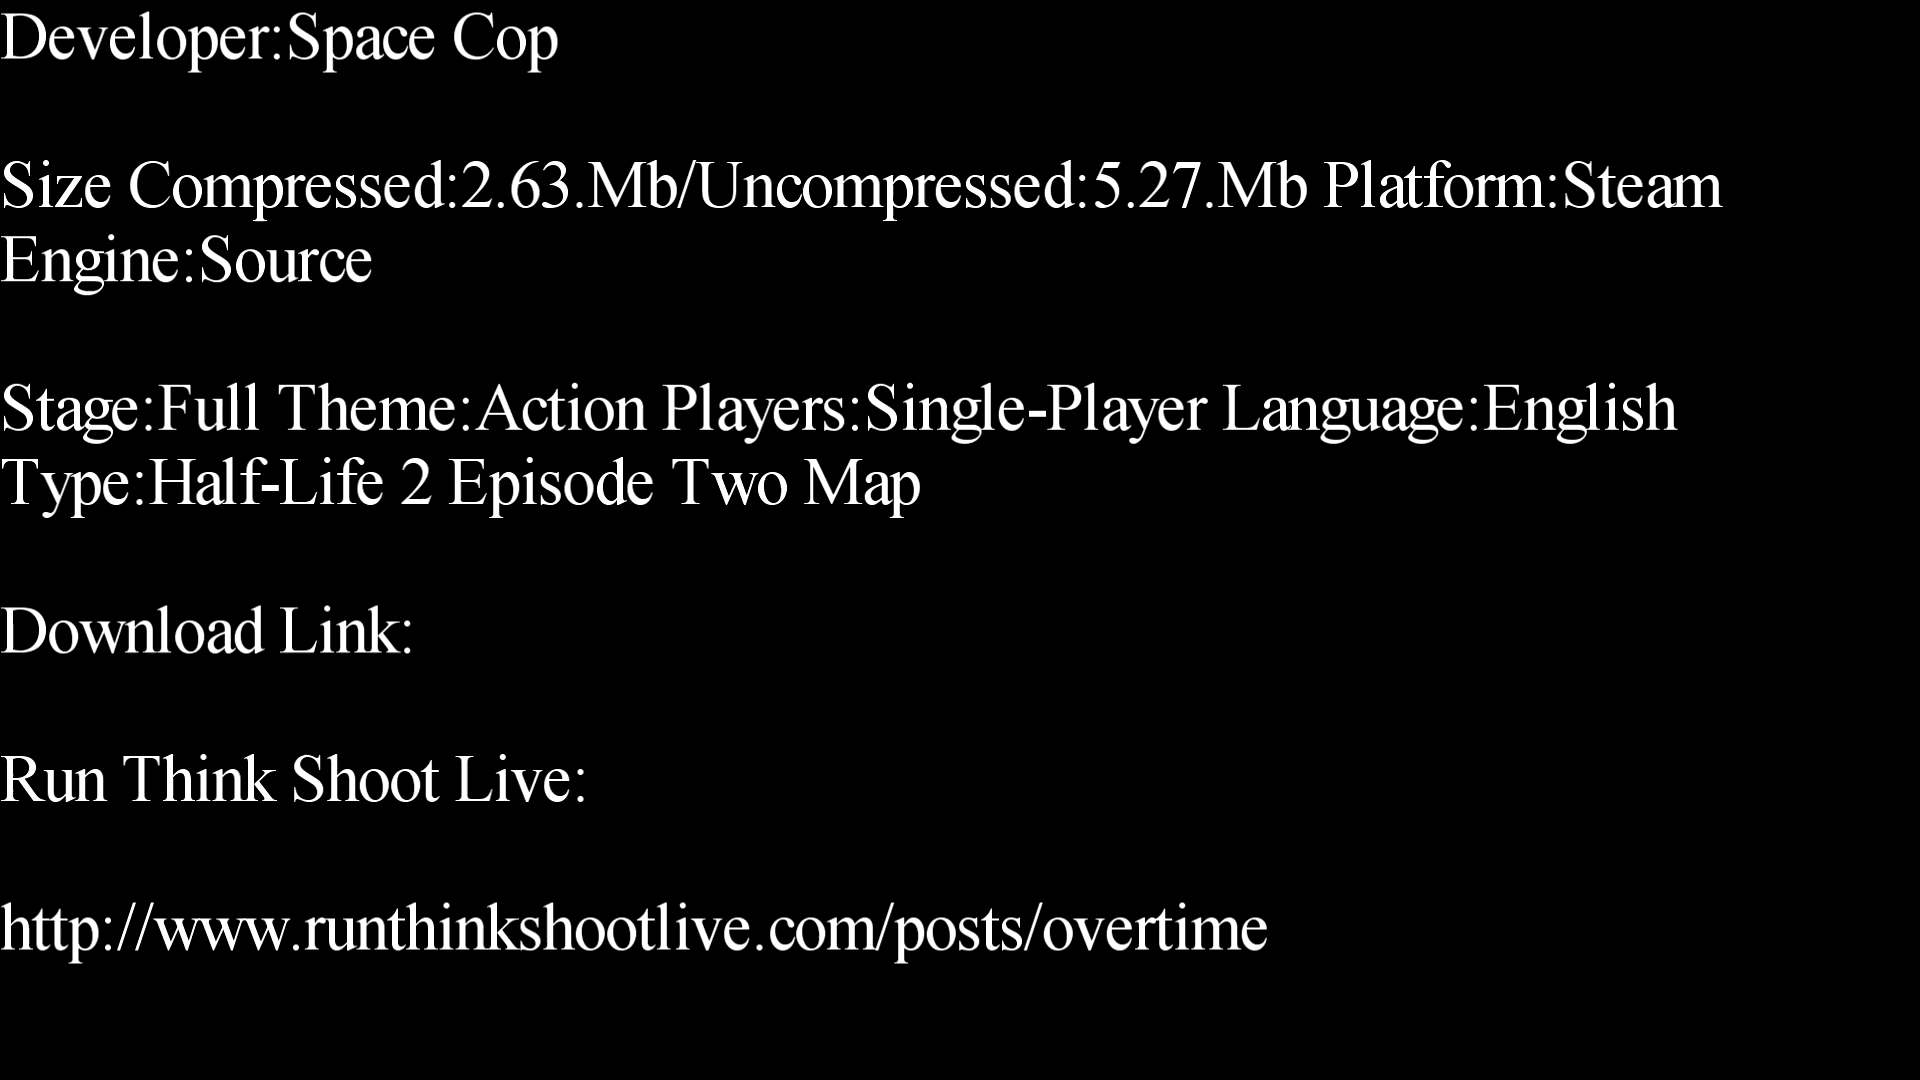 Developer:Space Cop
Size Compressed:2.63.Mb/Uncompressed:5.27.Mb Platform:Steam
Engine:Source
Stage:Full Theme:Action Players:Single-Player Language:English
Type:Half-Life 2 Episode Two Map
Download Link:
Run Think Shoot Live:
http://www.runthinkshootlive.com/posts/overtime